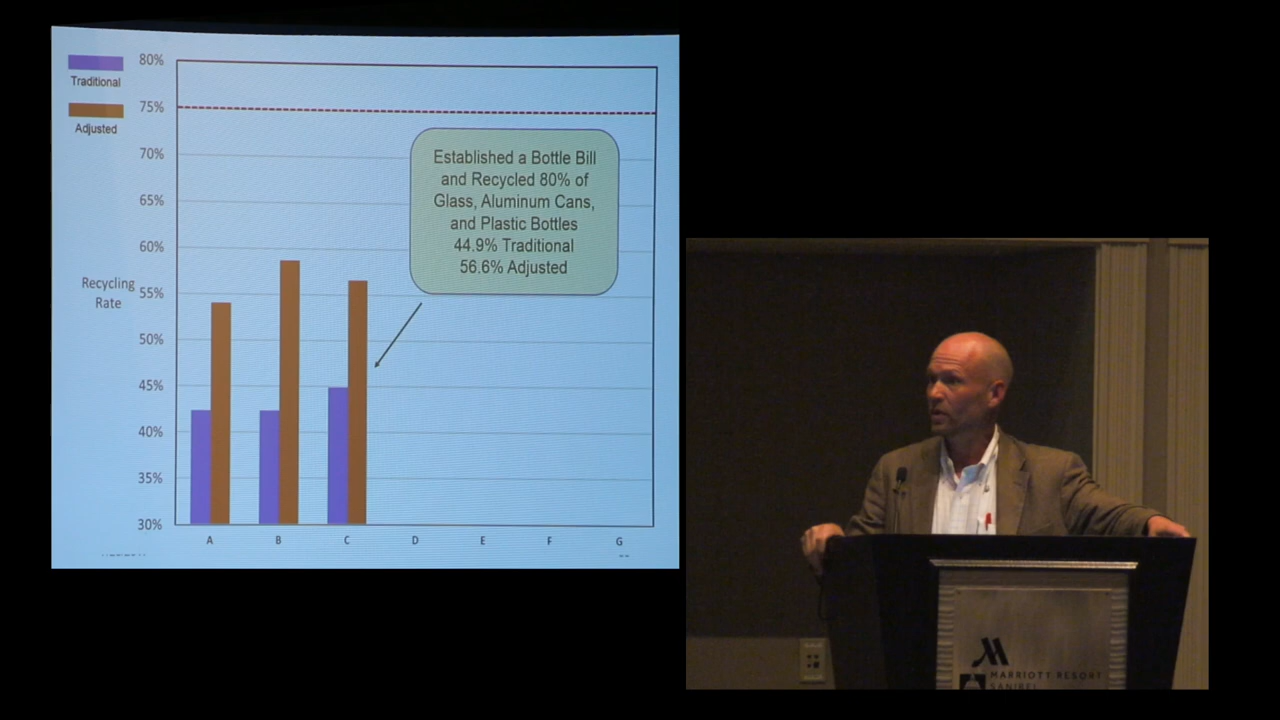 Traditional
Adjusted
80%
75%
70%
65%
60%
55%
50%
45%
40%
35%
30%
Recycling
Rate
Established a Bottle Bill
and Recycled 80% of
Glass, Aluminum Cans,
and Plastic Bottles
44.9% Traditional
56.6% Adjusted
A B C D E F G
MARRIOTT RESORT
SANIBEL